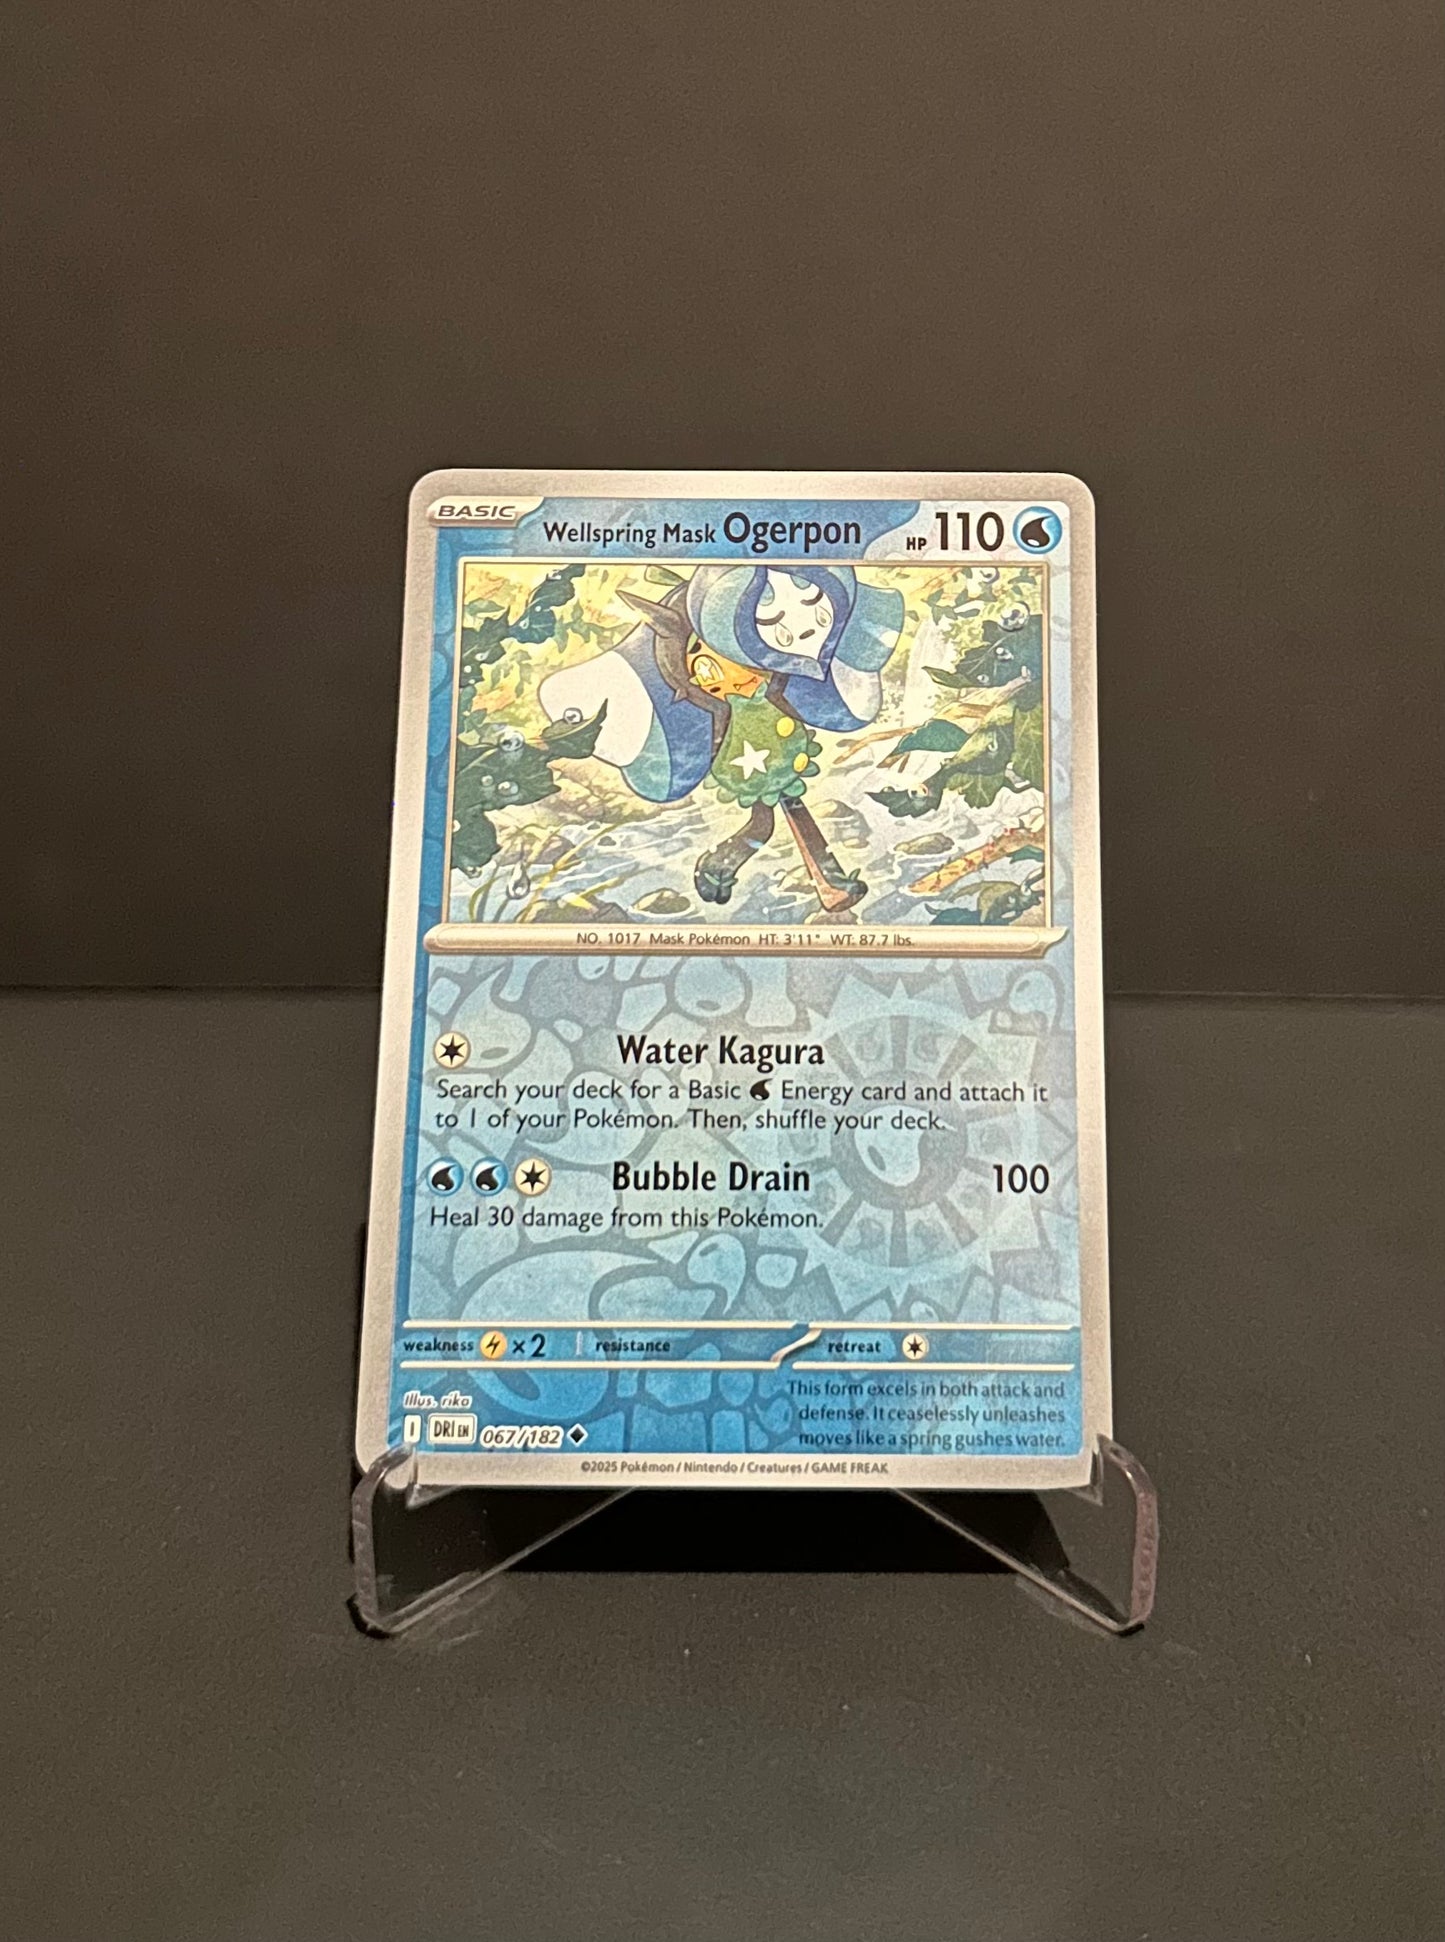 BASIC Wellspring Mask Ogerpon HP 110
NO. 1017 Mask Pokémon HT: 3'11" WT: 87.7 lbs.
Water Kagura
Search your deck for a Basic Energy card and attach it
to 1 of your Pokémon. Then, shuffle your deck.
Bubble Drain 100
Heal 30 damage from this Pokémon.
weakness ×2 resistance retreat
Illus. rika
I DRI EN 067/182
This form excels in both attack and
defense. It ceaselessly unleashes
moves like a spring gushes water.
©2025 Pokémon / Nintendo / Creatures / GAME FREAK